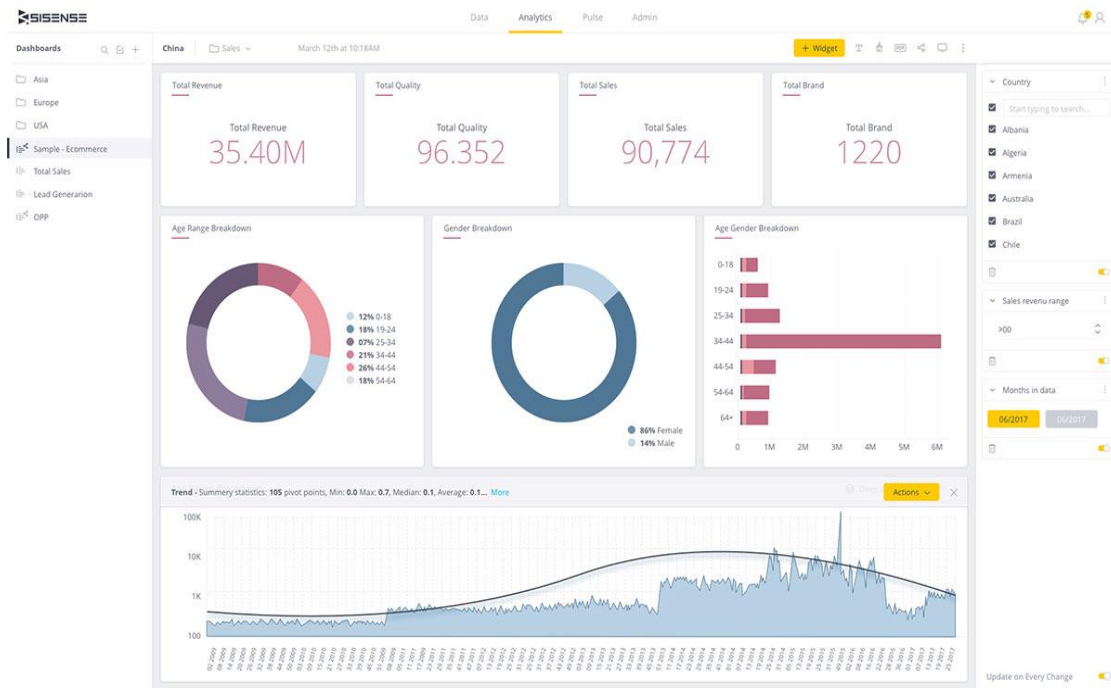 SISENSE
Data Analytics Pulse Admin
5
Dashboards
China Sales March 12th at 10:18AM
+ Widget
PDF
Asia
Europe
USA
Sample - Ecommerce
Total Sales
Lead Generarion
OPP
Total Revenue
Total Revenue
35.40M
Total Quality
Total Quality
96.352
Total Sales
Total Sales
90,774
Total Brand
Total Brand
1220
Age Range Breakdown
12% 0-18
18% 19-24
07% 25-34
21% 34-44
26% 44-54
18% 54-64
Gender Breakdown
86% Female
14% Male
Age Gender Breakdown
0-18
19-24
25-34
34-44
44-54
54-64
64+
0 1M 2M 3M 4M 5M 6M
Trend - Summery statistics: 105 pivot points, Min: 0.0 Max: 0.7, Median: 0.1, Average: 0.1... More
Actions
100K
10K
1K
100
Country
Start typing to search...
Albania
Algeria
Armenia
Australia
Brazil
Chile
Sales revenu range
>00
Months in data
06/2017 06/2017
Update on Every Change